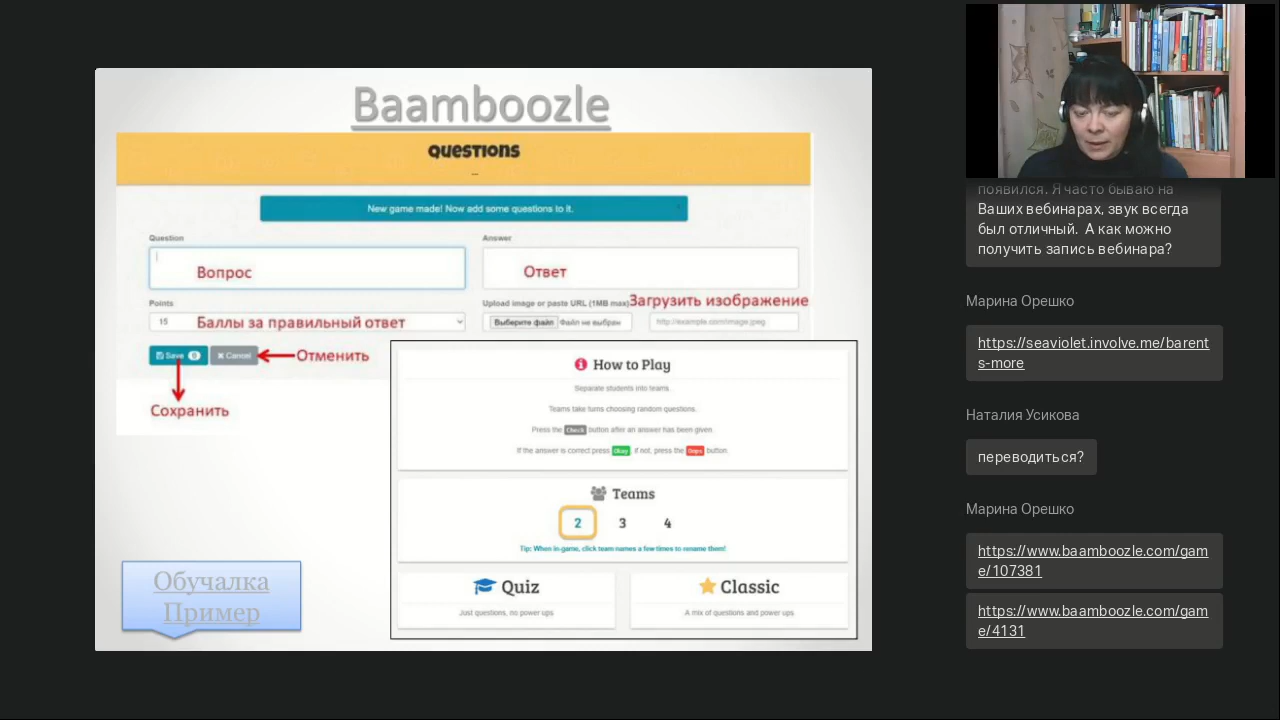 Baamboozle
QUESTIONS
New game made! Now add some questions to it.
Question
Answer
Вопрос
Ответ
Points
Upload image or paste URL (1MB max)
Загрузить изображение
15
Баллы за правильный ответ
Выберите файл Файл не выбран
http://example.com/image.jpeg
Save 0
Cancel
Отменить
Сохранить
How to Play
Separate students into teams.
Teams take turns choosing random questions.
Press the Check button after an answer has been given.
If the answer is correct press Okay, if not, press the Oops button.
Teams
2 3 4
Tip: When in-game, click team names a few times to rename them!
Quiz
Just questions, no power ups.
Classic
A mix of questions and power ups.
Обучалка
Пример
появился. Я часто бываю на
Ваших вебинарах, звук всегда
был отличный. А как можно
получить запись вебинара?
Марина Орешко
https://seaviolet.involve.me/barent
s-more
Наталия Усикова
переводиться?
Марина Орешко
https://www.baamboozle.com/gam
e/107381
https://www.baamboozle.com/gam
e/4131